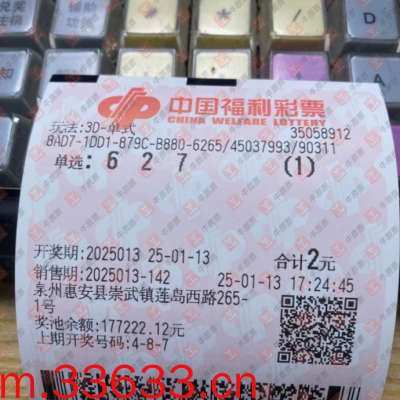 中国福利彩票
CHINA WELFARE LOTTERY
玩法:3D-单式
35058912
8AD7-1DD1-879C-B880-6265/45037993/90311
单选: 6 2 7 (1)
开奖期:2025013 25-01-13 合计2元
销售期:2025013-142 25-01-13 17:24:45
泉州惠安县崇武镇莲岛西路265-
1号
奖池余额:177222.12元
上期开奖号码:4-8-7
m.33633.cn